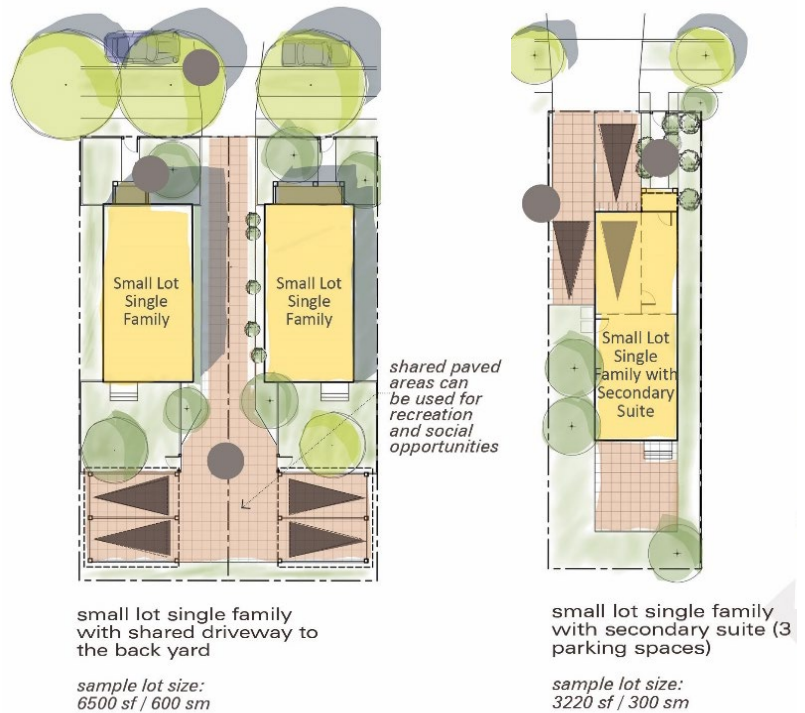 Small Lot
Single
Family
Small Lot
Single
Family
shared paved
areas can
be used for
recreation
and social
opportunities
small lot single family
with shared driveway to
the back yard
sample lot size:
6500 sf / 600 sm
Small Lot
Single
Family with
Secondary
Suite
small lot single family
with secondary suite (3
parking spaces)
sample lot size:
3220 sf / 300 sm